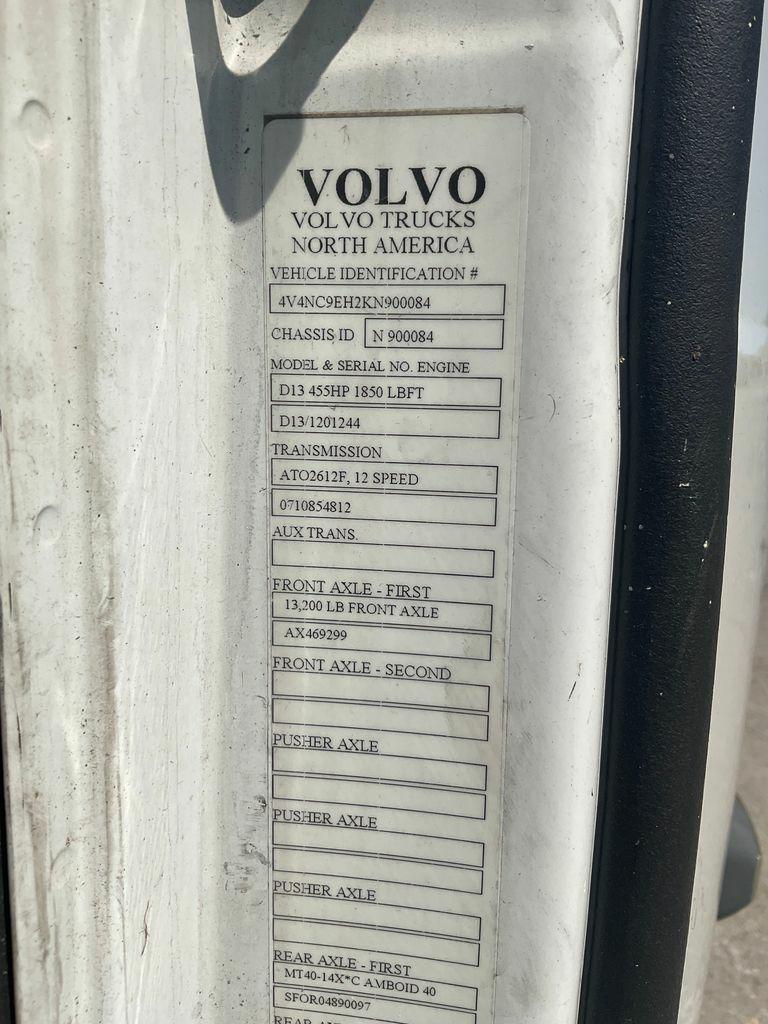 VOLVO
VOLVO TRUCKS
NORTH AMERICA
VEHICLE IDENTIFICATION #
4V4NC9EH2KN900084
CHASSIS ID N 900084
MODEL & SERIAL NO. ENGINE
D13 455HP 1850 LBFT
D13/1201244
TRANSMISSION
ATO2612F, 12 SPEED
0710854812
AUX TRANS.
FRONT AXLE - FIRST
13,200 LB FRONT AXLE
AX469299
FRONT AXLE - SECOND
PUSHER AXLE
PUSHER AXLE
PUSHER AXLE
REAR AXLE - FIRST
MT40-14X*C AMBOID 40
SFOR04890097
REAR